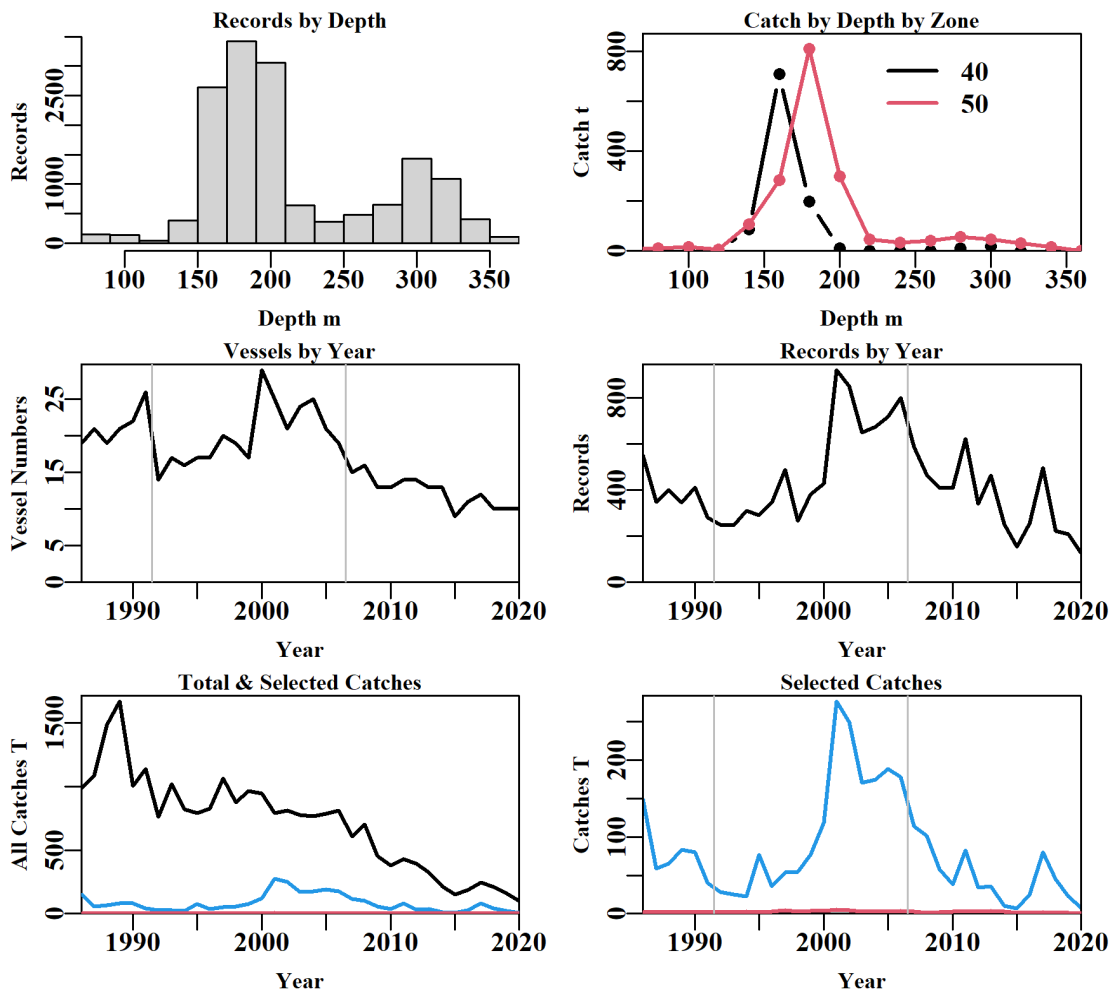 Records by Depth
Records
0
1000
2500
100
150
200
250
300
350
Depth m
Catch by Depth by Zone
Catch t
0
400
800
40
50
100
150
200
250
300
350
Depth m
Vessels by Year
Vessel Numbers
0
5
15
25
1990
2000
2010
2020
Year
Records by Year
Records
0
400
800
1990
2000
2010
2020
Year
Total & Selected Catches
All Catches T
0
500
1500
1990
2000
2010
2020
Year
Selected Catches
Catches T
0
100
200
1990
2000
2010
2020
Year